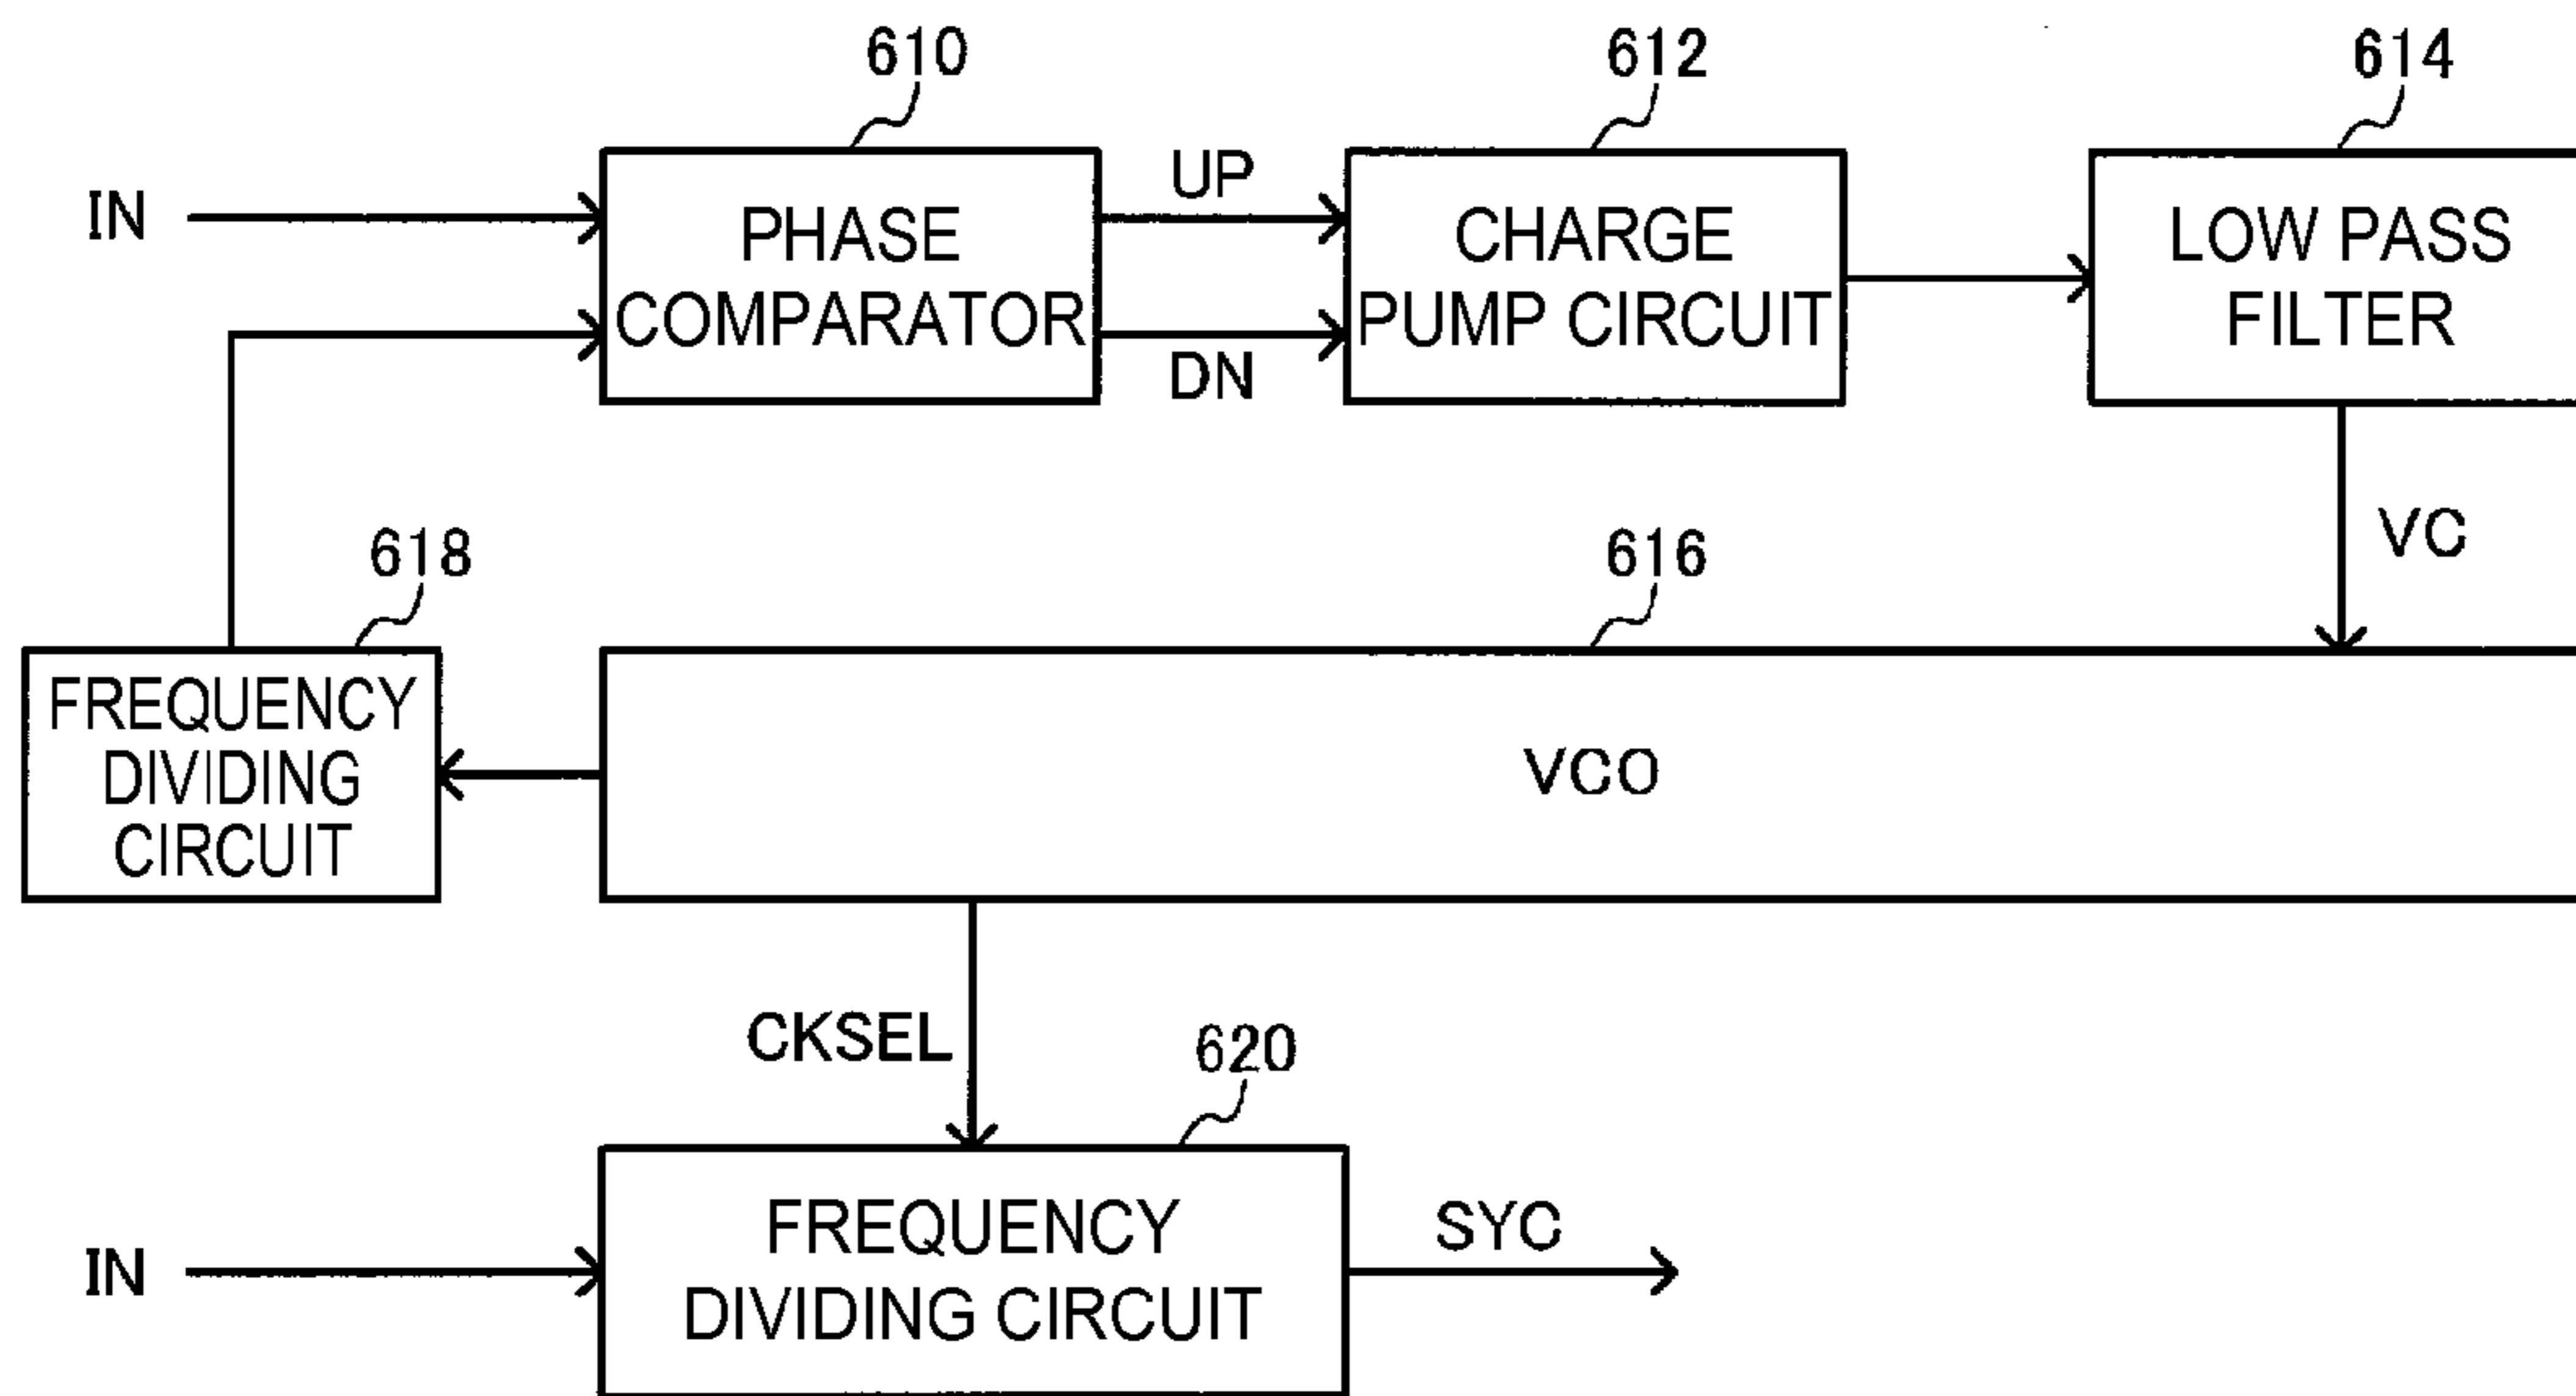 610
612
614
IN
PHASE
COMPARATOR
UP
DN
CHARGE
PUMP CIRCUIT
LOW PASS
FILTER
VC
618
616
FREQUENCY
DIVIDING
CIRCUIT
VCO
CKSEL
620
IN
FREQUENCY
DIVIDING CIRCUIT
SYC